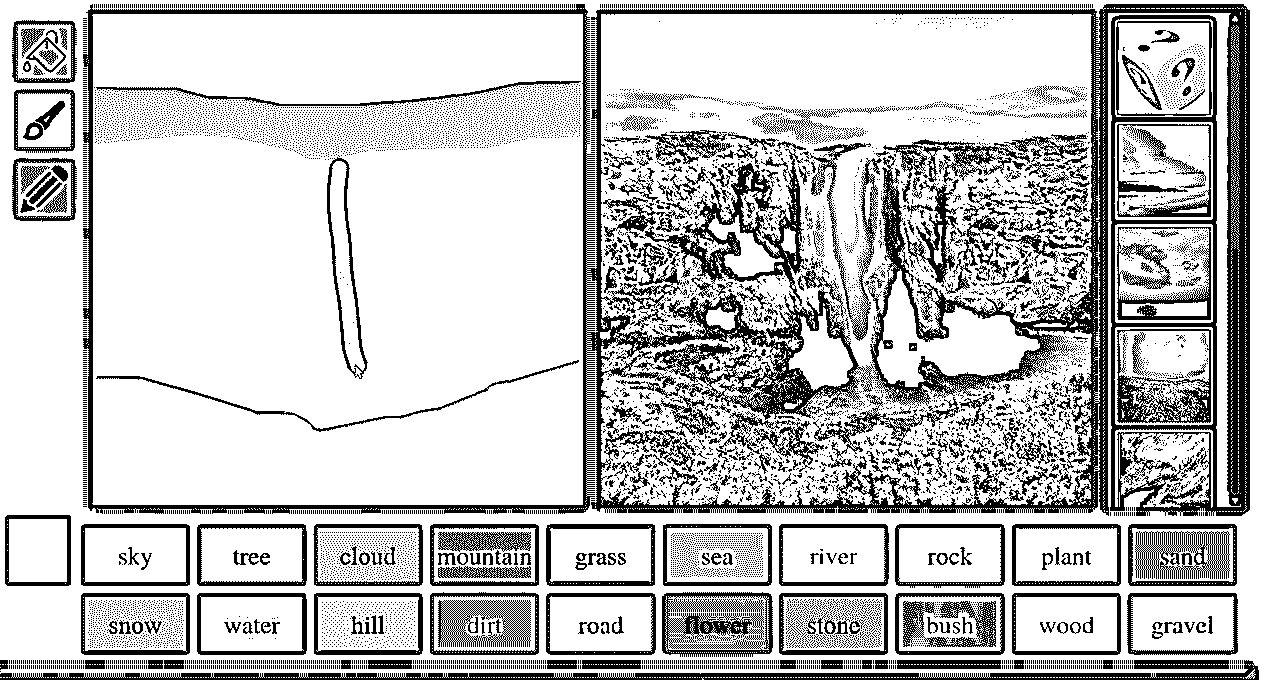 sky tree cloud mountain grass sea river rock plant sand
snow water hill dirt road flower stone bush wood gravel